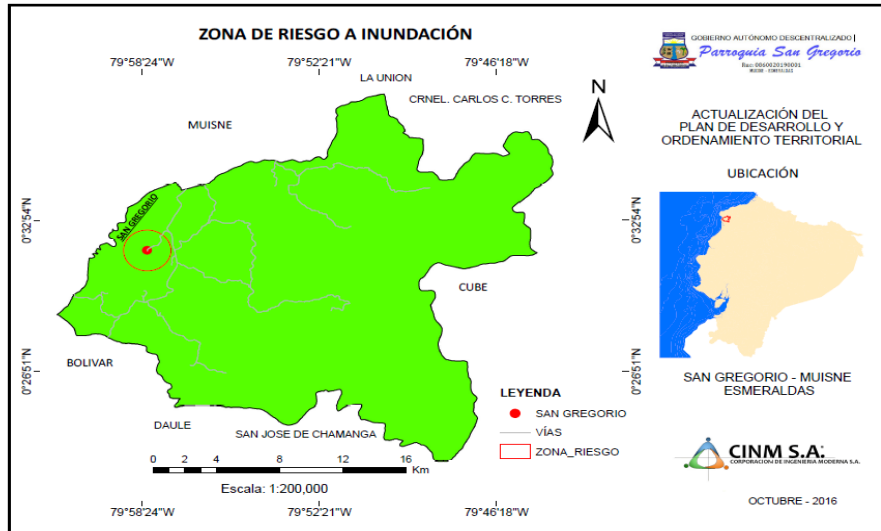 ZONA DE RIESGO A INUNDACIÓN
79°58'24"W 79°52'21"W 79°46'18"W
LA UNION
CRNEL. CARLOS C. TORRES
MUISNE
N
SAN GREGORIO
0°32'54"N 0°32'54"N
CUBE
BOLIVAR
0°26'51"N 0°26'51"N
DAULE
SAN JOSE DE CHAMANGA
LEYENDA
SAN GREGORIO
VÍAS
ZONA_RIESGO
0 2 4 8 12 16
Km
Escala: 1:200,000
79°58'24"W 79°52'21"W 79°46'18"W
GOBIERNO AUTÓNOMO DESCENTRALIZADO
Parroquia San Gregorio
MUISNE - ESMERALDAS
ACTUALIZACIÓN DEL
PLAN DE DESARROLLO Y
ORDENAMIENTO TERRITORIAL
UBICACIÓN
SAN GREGORIO - MUISNE
ESMERALDAS
CINM S.A.
CORPORACION DE INGENIERIA MODERNA S.A.
OCTUBRE - 2016